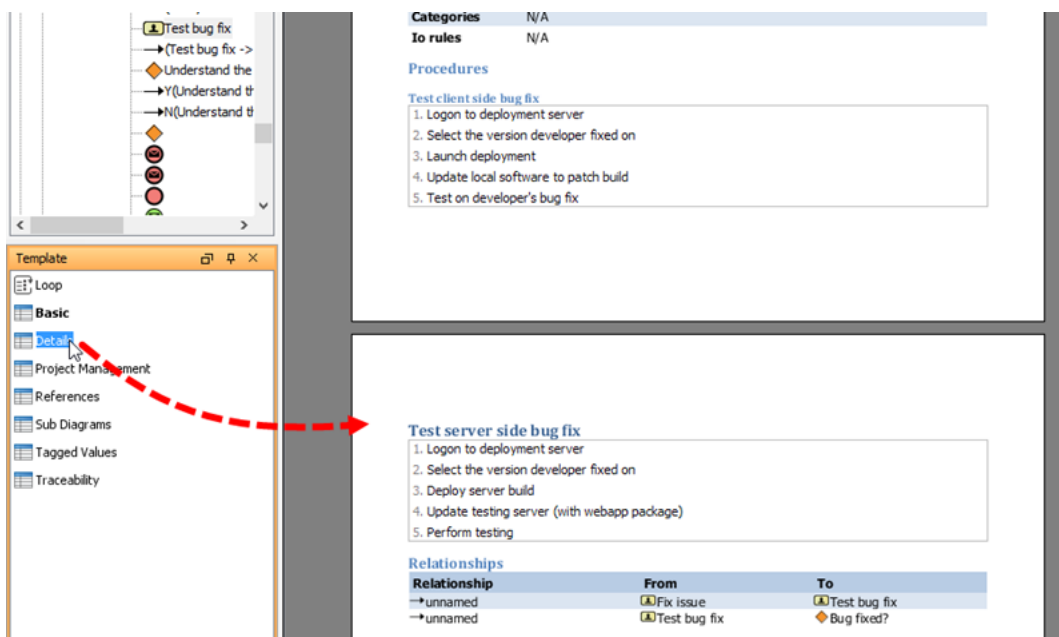 Test bug fix
(Test bug fix ->
Understand the
Y(Understand th
N(Understand th
Template
Loop
Basic
Details
Project Management
References
Sub Diagrams
Tagged Values
Traceability
Categories N/A
Io rules N/A
Procedures
Test client side bug fix
1. Logon to deployment server
2. Select the version developer fixed on
3. Launch deployment
4. Update local software to patch build
5. Test on developer's bug fix
Test server side bug fix
1. Logon to deployment server
2. Select the version developer fixed on
3. Deploy server build
4. Update testing server (with webapp package)
5. Perform testing
Relationships
Relationship From To
unnamed Fix issue Test bug fix
unnamed Test bug fix Bug fixed?